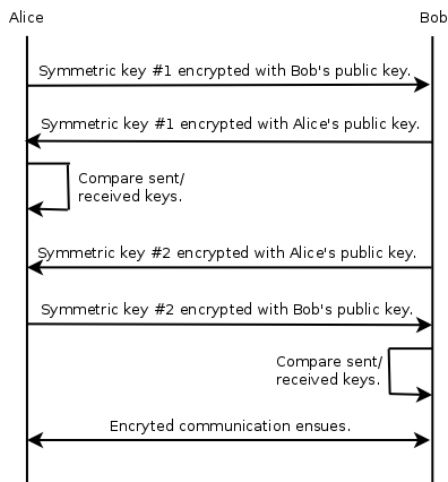 Alice
Bob
Symmetric key #1 encrypted with Bob's public key.
Symmetric key #1 encrypted with Alice's public key.
Compare sent/
received keys.
Symmetric key #2 encrypted with Alice's public key.
Symmetric key #2 encrypted with Bob's public key.
Compare sent/
received keys.
Encryted communication ensues.